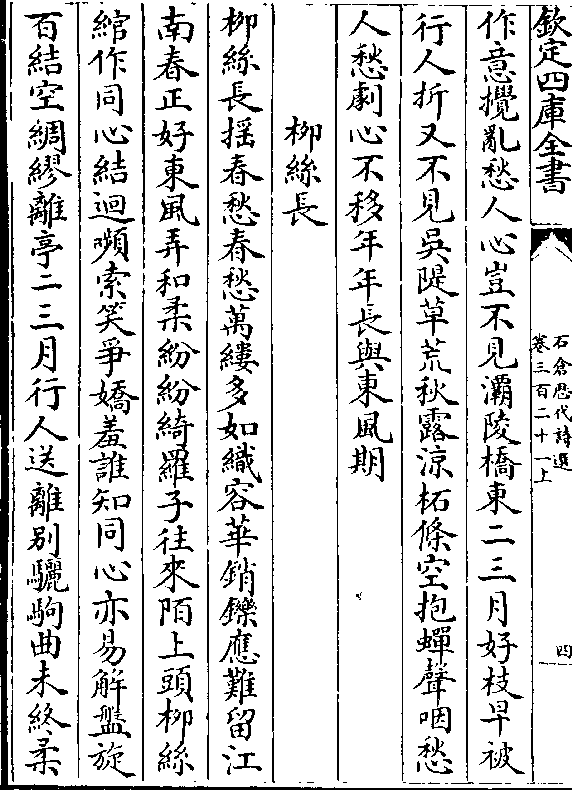 欽定四庫全書
石倉歴代詩選
卷三百二十一上
四
作意攪亂愁人心豈不見灞陵橋東二三月好枝早被
行人折又不見吳隄草荒秋露涼柘條空抱蟬聲咽愁
人愁劇心不移年年長與東風期
栁絲長
栁絲長揺春愁春愁萬縷多如織容華銷鑠應難留江
南春正好東風弄和柔紛紛綺羅子往來陌上頭栁絲
綰作同心結迴嚬索笑爭嬌羞誰知同心亦易解盤旋
百結空綢繆離亭二三月行人送離别驪駒曲未終柔